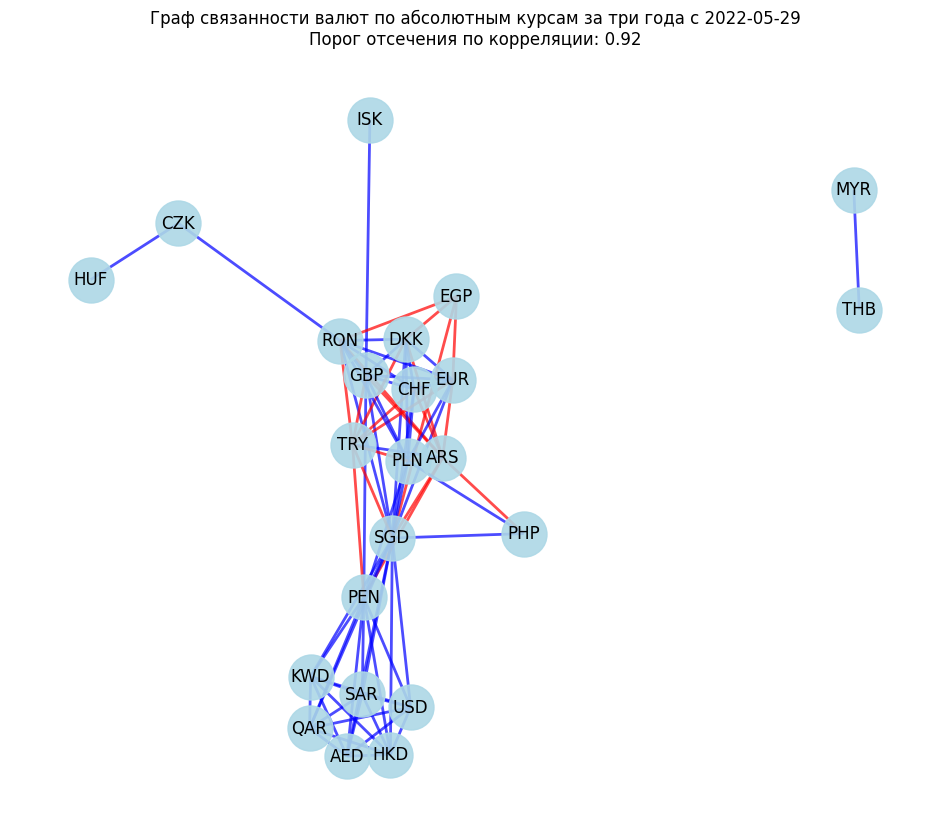 Граф связанности валют по абсолютным курсам за три года с 2022-05-29
Порог отсечения по корреляции: 0.92
ISK
MYR
CZK
HUF
EGP
THB
RON
DKK
GBP
CHF
EUR
TRY
PLN
ARS
SGD
PHP
PEN
KWD
SAR
USD
QAR
AED
HKD